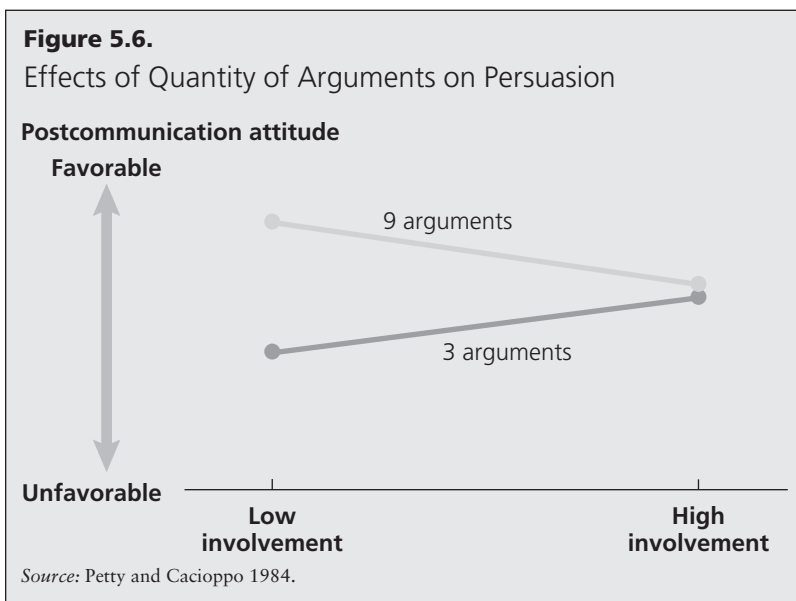 Figure 5.6.
Effects of Quantity of Arguments on Persuasion
Postcommunication attitude
Favorable
9 arguments
3 arguments
Unfavorable
Low
involvement
High
involvement
Source: Petty and Cacioppo 1984.